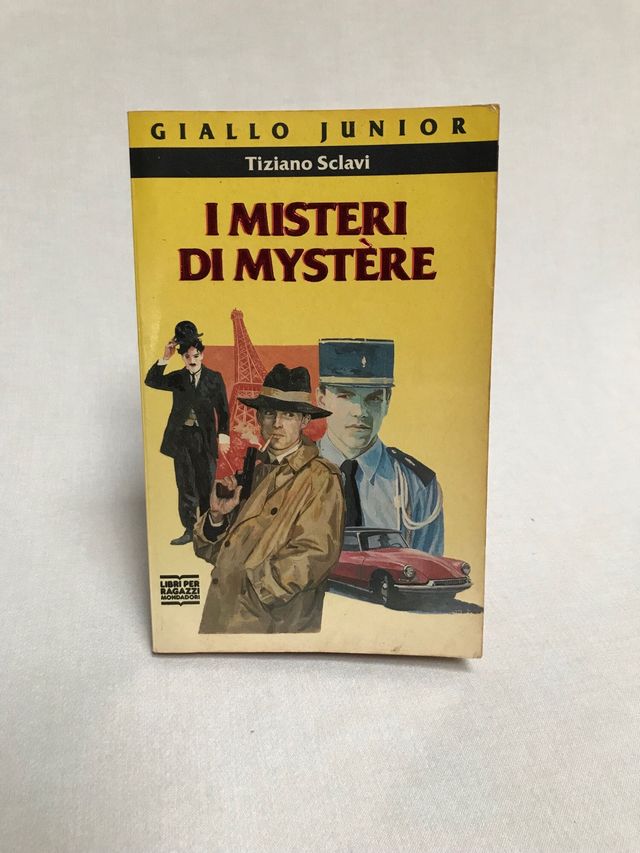 GIALLO JUNIOR
Tiziano Sclavi
I MISTERI
DI MYSTÈRE
LIBRI PER
RAGAZZI
MONDADORI